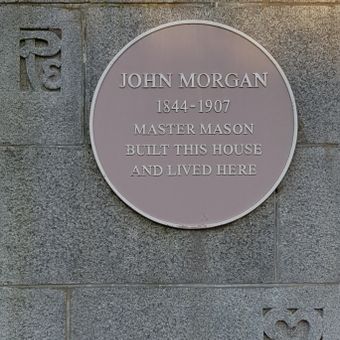 JOHN MORGAN
1844-1907
MASTER MASON
BUILT THIS HOUSE
AND LIVED HERE